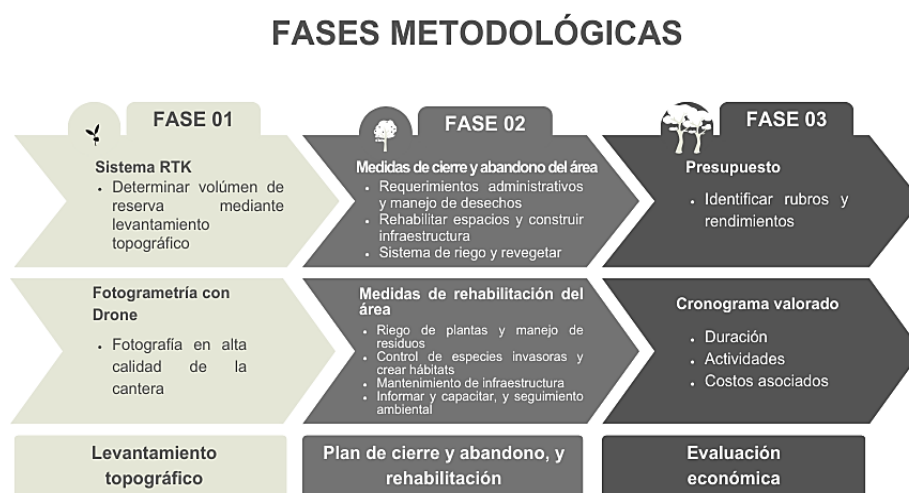 FASES METODOLÓGICAS
FASE 01
Sistema RTK
• Determinar volúmen de
reserva mediante
levantamiento
topográfico
Fotogrametría con
Drone
• Fotografía en alta
calidad de la
cantera
Levantamiento
topográfico
FASE 02
Medidas de cierre y abandono del área
• Requerimientos administrativos
y manejo de desechos
• Rehabilitar espacios y construir
infraestructura
• Sistema de riego y revegetar
Medidas de rehabilitación del
área
• Riego de plantas y manejo de
residuos
• Control de especies invasoras y
crear hábitats
• Mantenimiento de infraestructura
• Informar y capacitar, y seguimiento
ambiental
Plan de cierre y abandono, y
rehabilitación
FASE 03
Presupuesto
• Identificar rubros y
rendimientos
Cronograma valorado
• Duración
• Actividades
• Costos asociados
Evaluación
económica